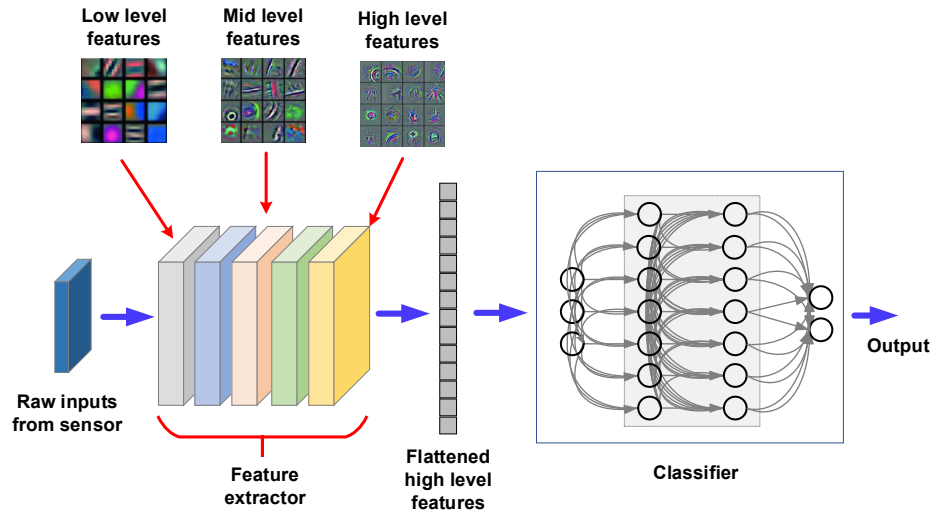 Low level
features
Mid level
features
High level
features
Raw inputs
from sensor
Feature
extractor
Flattened
high level
features
Classifier
Output